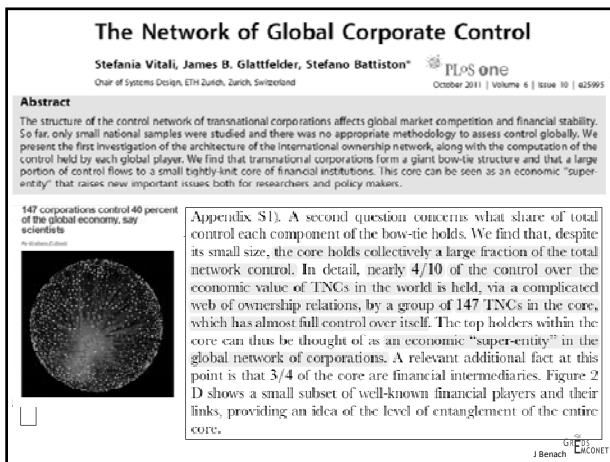 The Network of Global Corporate Control
Stefania Vitali, James B. Glattfelder, Stefano Battiston*
Chair of Systems Design, ETH Zurich, Zurich, Switzerland
PLoS one
October 2011 | Volume 6 | Issue 10 | e25995
Abstract
The structure of the control network of transnational corporations affects global market competition and financial stability.
So far, only small national samples were studied and there was no appropriate methodology to assess control globally. We
present the first investigation of the architecture of the international ownership network, along with the computation of the
control held by each global player. We find that transnational corporations form a giant bow-tie structure and that a large
portion of control flows to a small tightly-knit core of financial institutions. This core can be seen as an economic "super-
entity" that raises new important issues both for researchers and policy makers.
147 corporations control 40 percent
of the global economy, say
scientists
Appendix S1). A second question concerns what share of total
control each component of the bow-tie holds. We find that, despite
its small size, the core holds collectively a large fraction of the total
network control. In detail, nearly 4/10 of the control over the
economic value of TNCs in the world is held, via a complicated
web of ownership relations, by a group of 147 TNCs in the core,
which has almost full control over itself. The top holders within the
core can thus be thought of as an economic "super-entity" in the
global network of corporations. A relevant additional fact at this
point is that 3/4 of the core are financial intermediaries. Figure 2
D shows a small subset of well-known financial players and their
links, providing an idea of the level of entanglement of the entire
core.
J Benach
GREDS
EMCONET